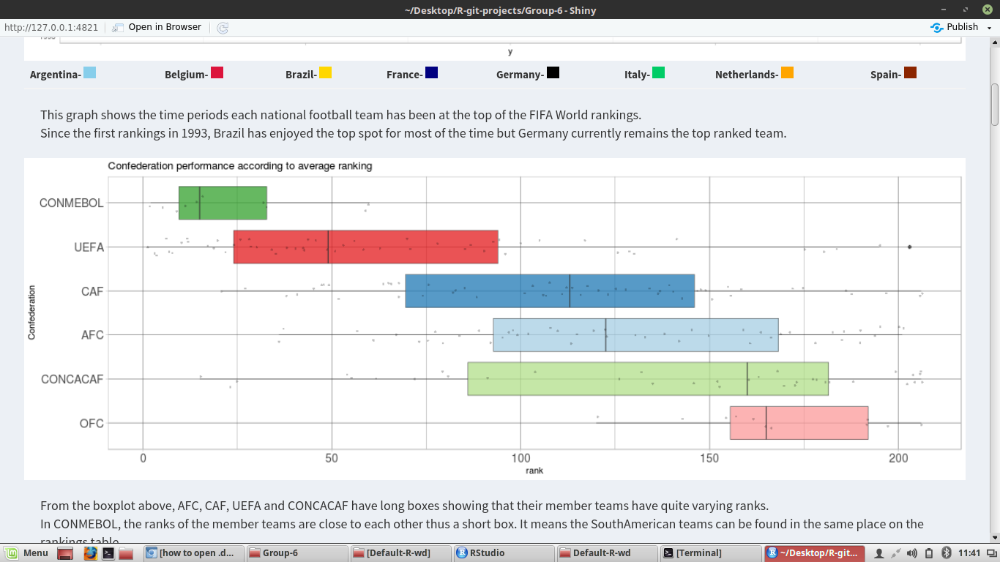 ~/Desktop/R-git-projects/Group-6 - Shiny
http://127.0.0.1:4821 Open in Browser Publish
1993
y
Argentina- Belgium- Brazil- France- Germany- Italy- Netherlands- Spain-
This graph shows the time periods each national football team has been at the top of the FIFA World rankings.
Since the first rankings in 1993, Brazil has enjoyed the top spot for most of the time but Germany currently remains the top ranked team.
Confederation performance according to average ranking
Confederation
CONMEBOL
UEFA
CAF
AFC
CONCACAF
OFC
0 50 100 150 200
rank
From the boxplot above, AFC, CAF, UEFA and CONCACAF have long boxes showing that their member teams have quite varying ranks.
In CONMEBOL, the ranks of the member teams are close to each other thus a short box. It means the SouthAmerican teams can be found in the same place on the
rankings table
Menu [how to open .d... Group-6 [Default-R-wd] RStudio Default-R-wd [Terminal] ~/Desktop/R-git... 11:41